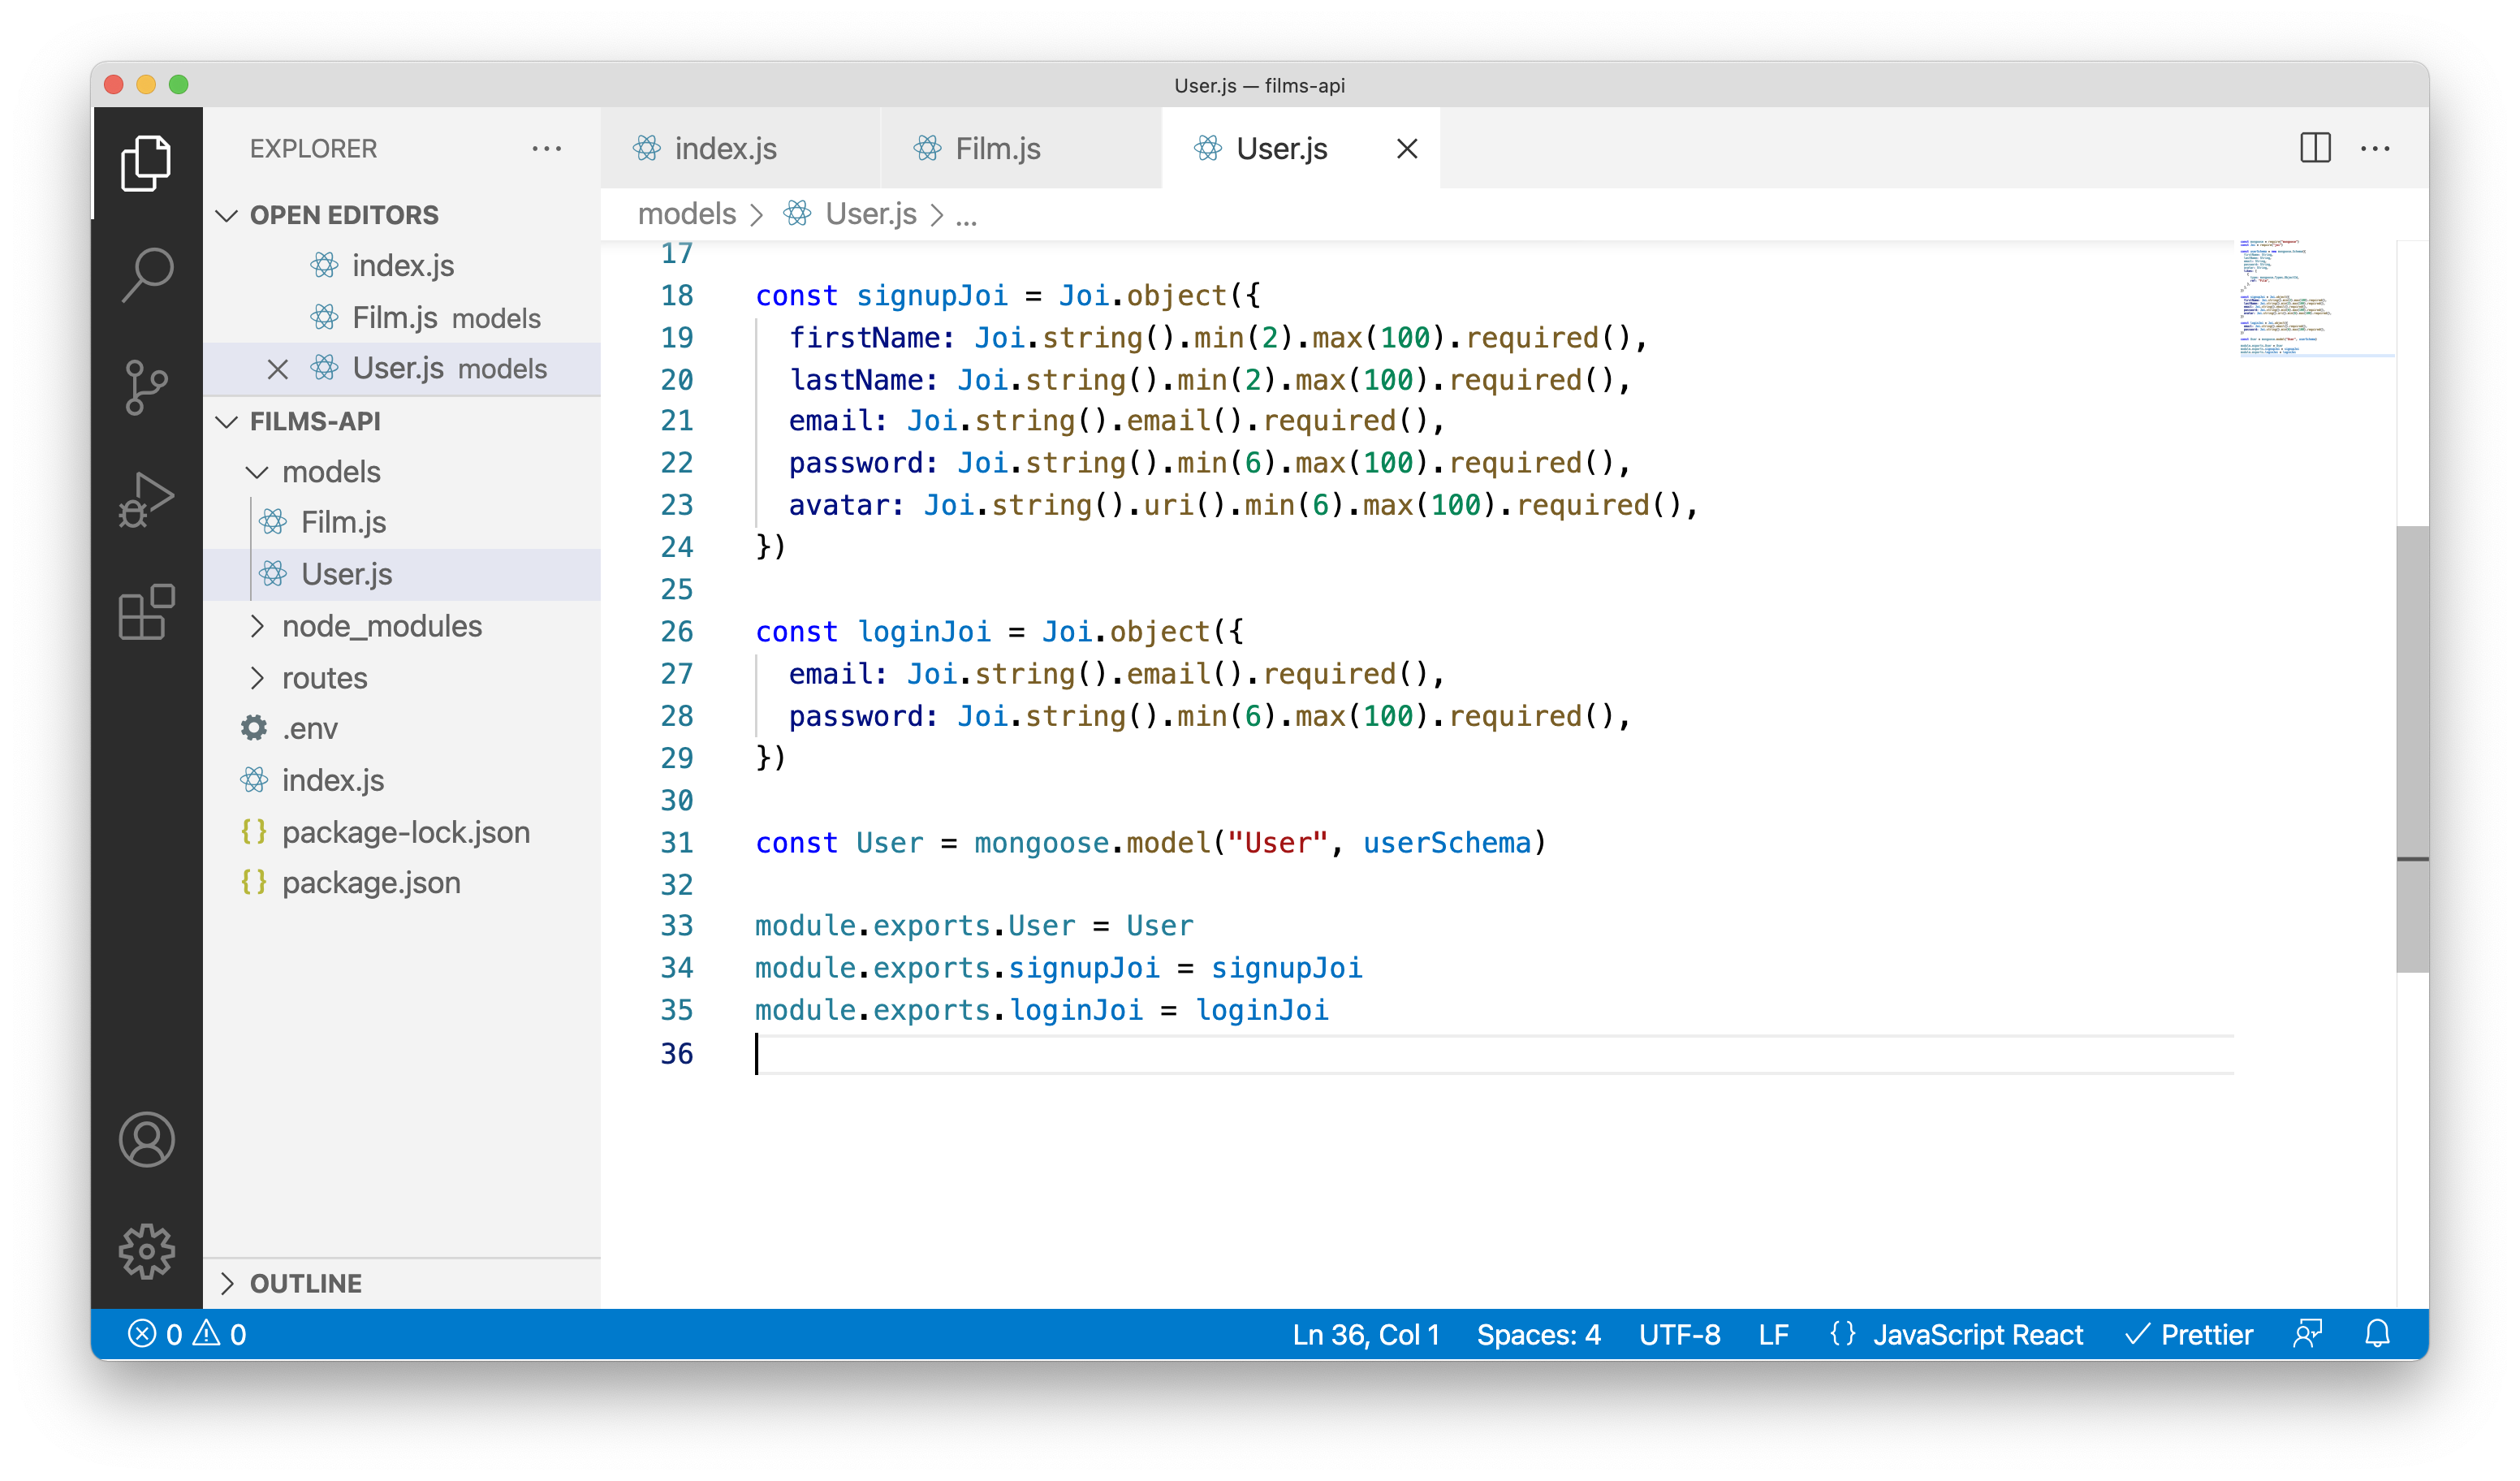 User.js — films-api
EXPLORER
index.js
Film.js
User.js
OPEN EDITORS
index.js
Film.js models
User.js models
FILMS-API
models
Film.js
User.js
node_modules
routes
.env
index.js
package-lock.json
package.json
OUTLINE
models > User.js > ...
17
18 const signupJoi = Joi.object({
19 firstName: Joi.string().min(2).max(100).required(),
20 lastName: Joi.string().min(2).max(100).required(),
21 email: Joi.string().email().required(),
22 password: Joi.string().min(6).max(100).required(),
23 avatar: Joi.string().uri().min(6).max(100).required(),
24 })
25
26 const loginJoi = Joi.object({
27 email: Joi.string().email().required(),
28 password: Joi.string().min(6).max(100).required(),
29 })
30
31 const User = mongoose.model("User", userSchema)
32
33 module.exports.User = User
34 module.exports.signupJoi = signupJoi
35 module.exports.loginJoi = loginJoi
36
0 0 Ln 36, Col 1 Spaces: 4 UTF-8 LF {} JavaScript React Prettier